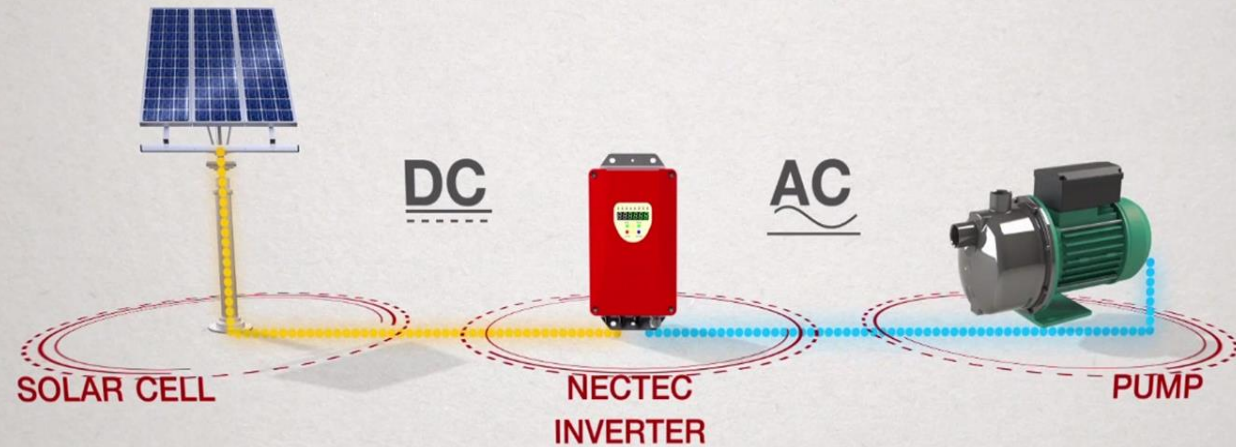 DC
AC
SOLAR CELL
NECTEC
INVERTER
PUMP